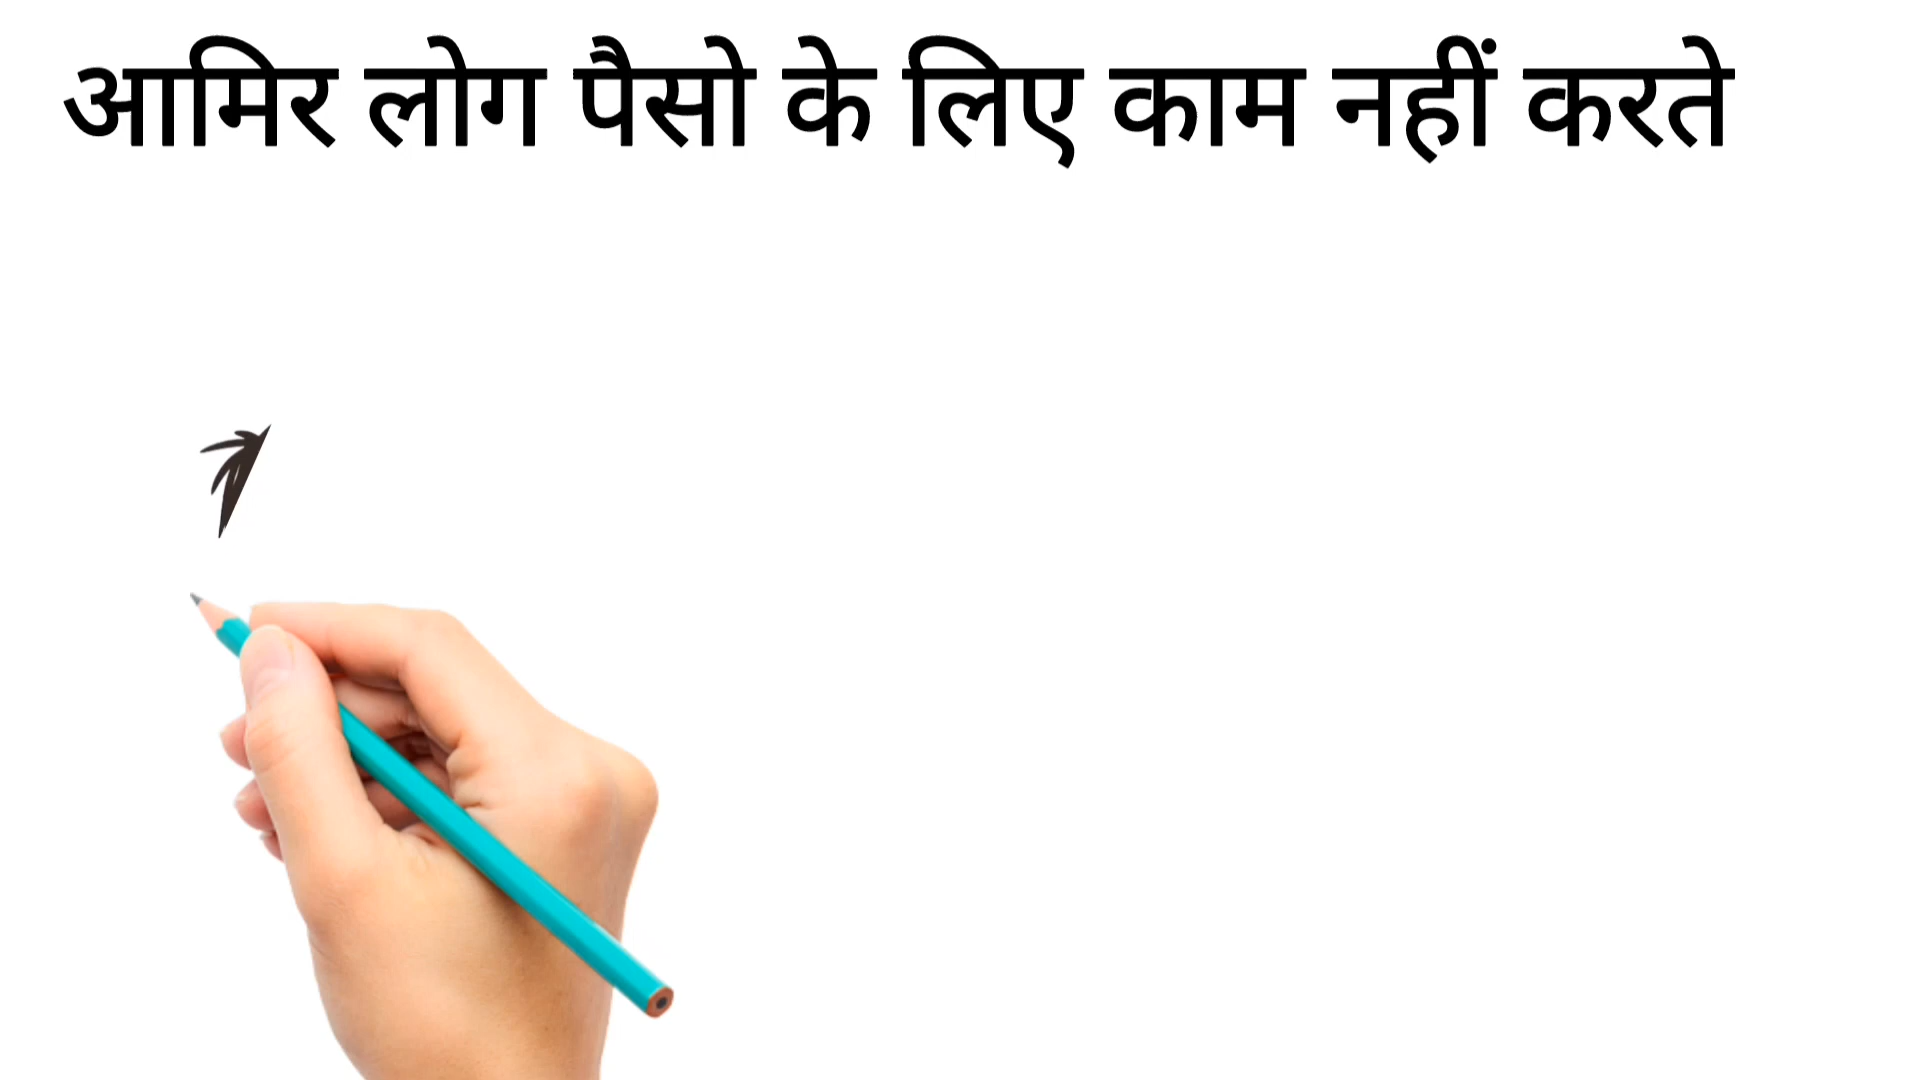 आमिर लोग पैसो के लिए काम नहीं करते